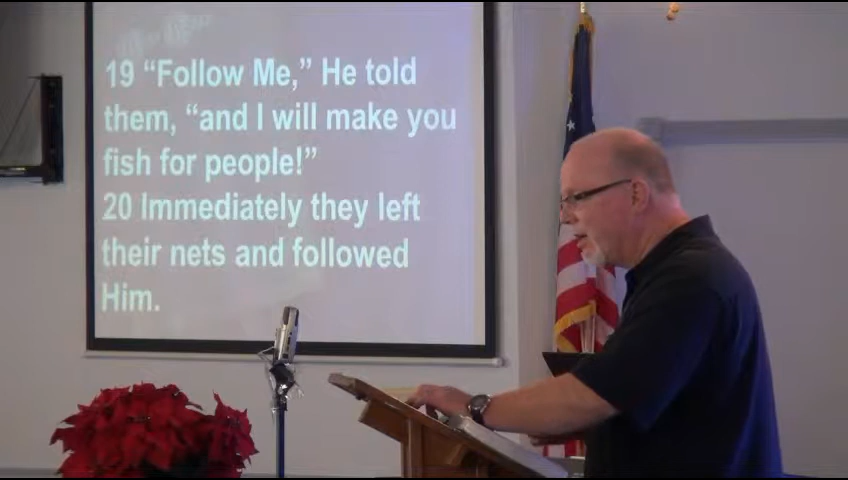 19 “Follow Me,” He told
them, “and I will make you
fish for people!”
20 Immediately they left
their nets and followed
Him.